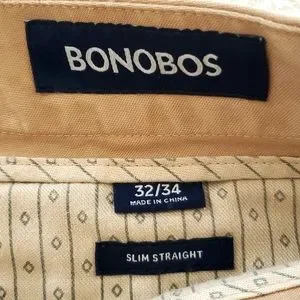 BONOBOS
32/34
MADE IN CHINA
SLIM STRAIGHT